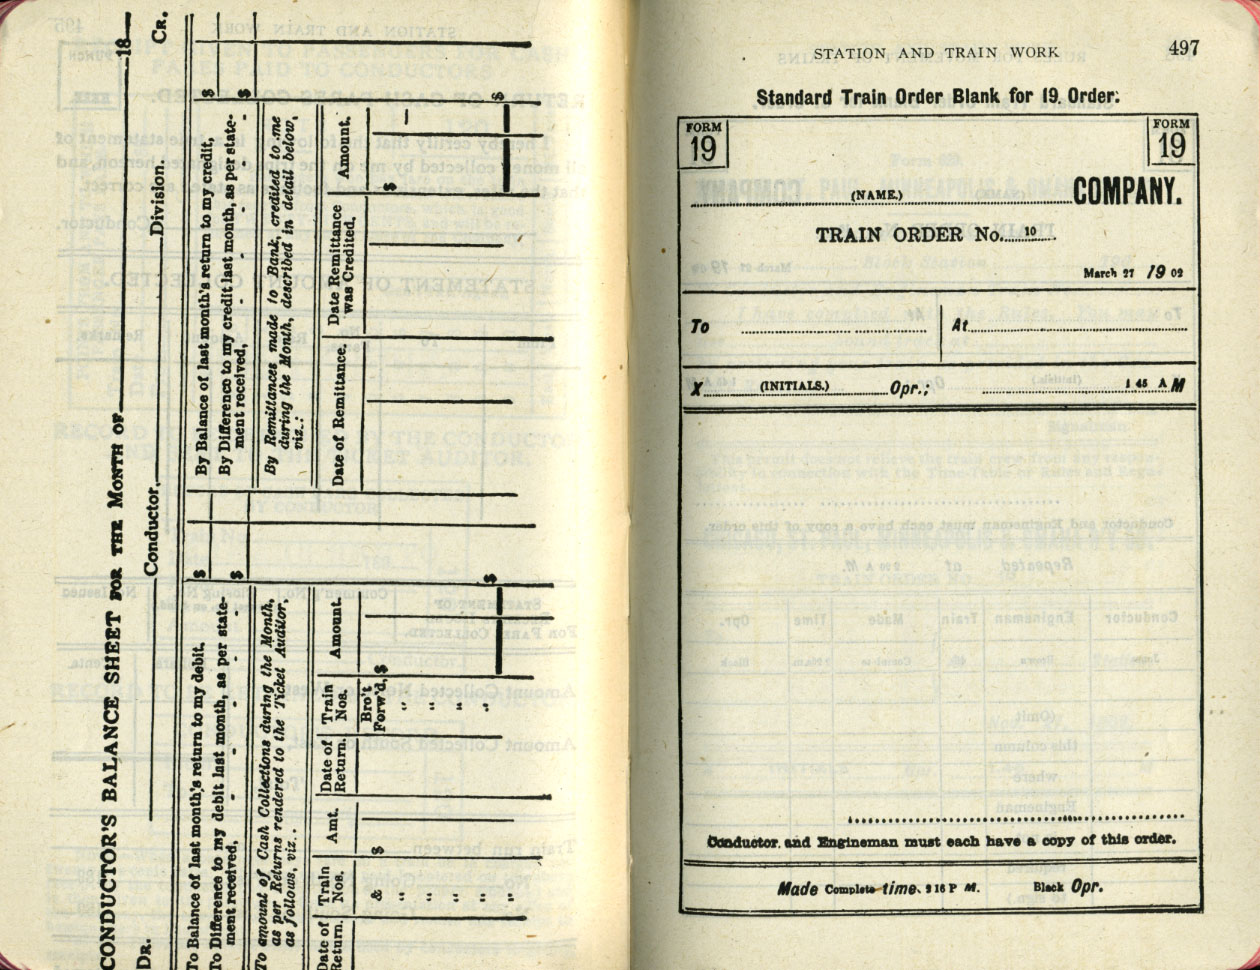 CONDUCTOR'S BALANCE SHEET FOR THE MONTH OF 18
Conductor, Division.
DR. CR.
To Balance of last month's return to my debit,
To Difference to my debit last month, as per state-
ment received, - - - - $
$
To amount of Cash Collections during the Month,
as per Returns rendered to the Ticket Auditor,
as follows, viz.:
Date of
Return.
Train
Nos.
Amt.
Date of
Return.
Train
Nos.
Amount.
& $
Bro't
Forw'd, $
" "
" "
" "
" "
$
By Balance of last month's return to my credit,
By Difference to my credit last month, as per state-
ment received. - - - - $
$
By Remittances made to Bank, credited to me
during the Month, described in detail below,
viz.:
Date of Remittance.
Date Remittance
was Credited.
Amount.
$
$
STATION AND TRAIN WORK 497
Standard Train Order Blank for 19 Order.
FORM
19
FORM
19
(NAME.) COMPANY.
TRAIN ORDER No. 10
March 27 19 02
To At
X (INITIALS.) Opr.; 1 45 A M
Conductor and Engineman must each have a copy of this order.
Made Complete time. 2 16 P M. Black Opr.